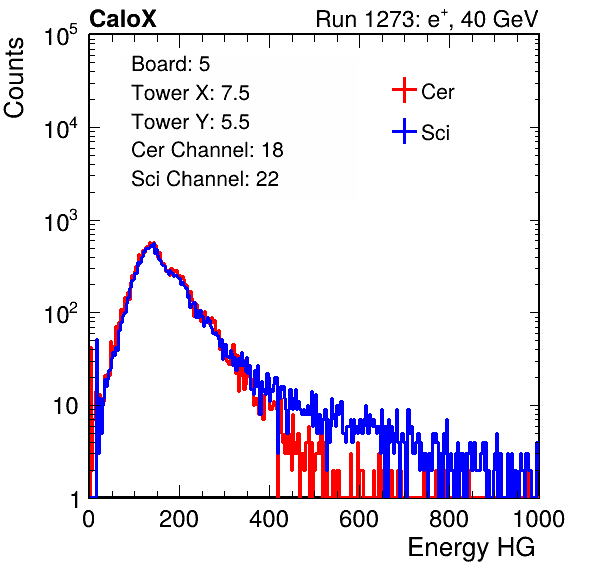 CaloX Run 1273: e⁺, 40 GeV
Counts
Board: 5
Tower X: 7.5
Tower Y: 5.5
Cer Channel: 18
Sci Channel: 22
Cer
Sci
10⁵
10⁴
10³
10²
10
1
0 200 400 600 800 1000
Energy HG